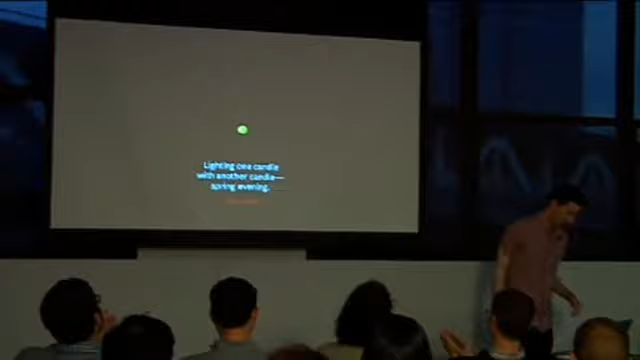 Lighting one candle
with another candle—
spring evening.